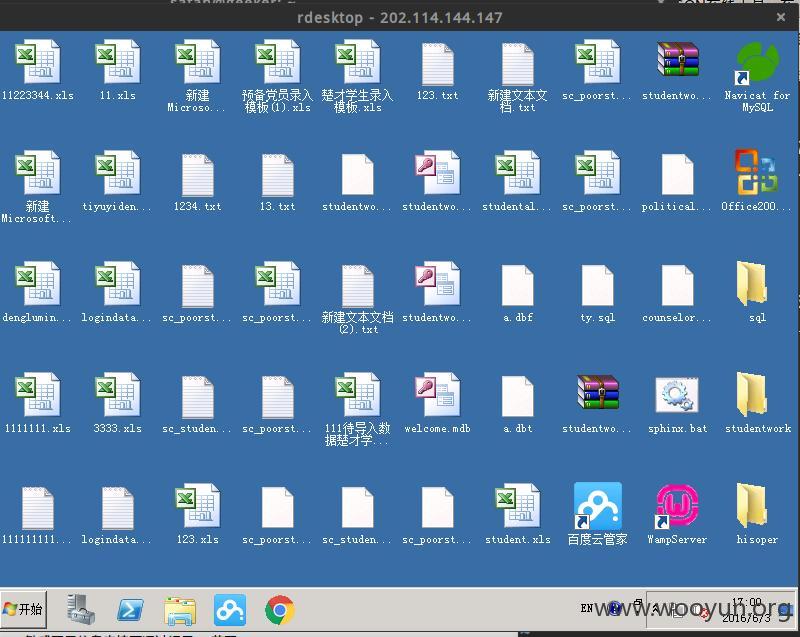 rdesktop - 202.114.144.147
11223344.xls
11.xls
新建
Microso...
预备党员录入
模板(1).xls
楚才学生录入
模板.xls
123.txt
新建文本文
档.txt
sc_poorst...
studentwo...
Navicat for
MySQL
新建
Microsoft...
tiyuyiden...
1234.txt
13.txt
studentwo...
studentwo...
studental...
sc_poorst...
political...
Office200...
denglumin...
logindata...
sc_poorst...
sc_poorst...
新建文本文档
(2).txt
studentwo...
a.dbf
ty.sql
counselor...
sql
1111111.xls
3333.xls
sc_studen...
sc_poorst...
111待导入数
据楚才学...
welcome.mdb
a.dbt
studentwo...
sphinx.bat
studentwork
111111111...
logindata...
123.xls
sc_poorst...
sc_studen...
sc_poorst...
student.xls
百度云管家
WampServer
hisoper
开始
EN
17:00
2016/6/3
www.wooyun.org